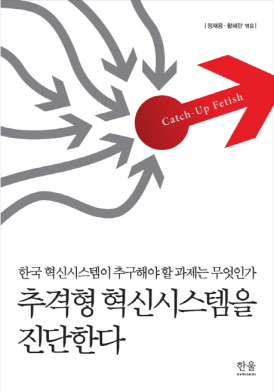 | 정재용·황혜란 엮음 |
Catch-Up Fetish
한국 혁신시스템이 추구해야 할 과제는 무엇인가
추격형 혁신시스템을
진단한다
한울